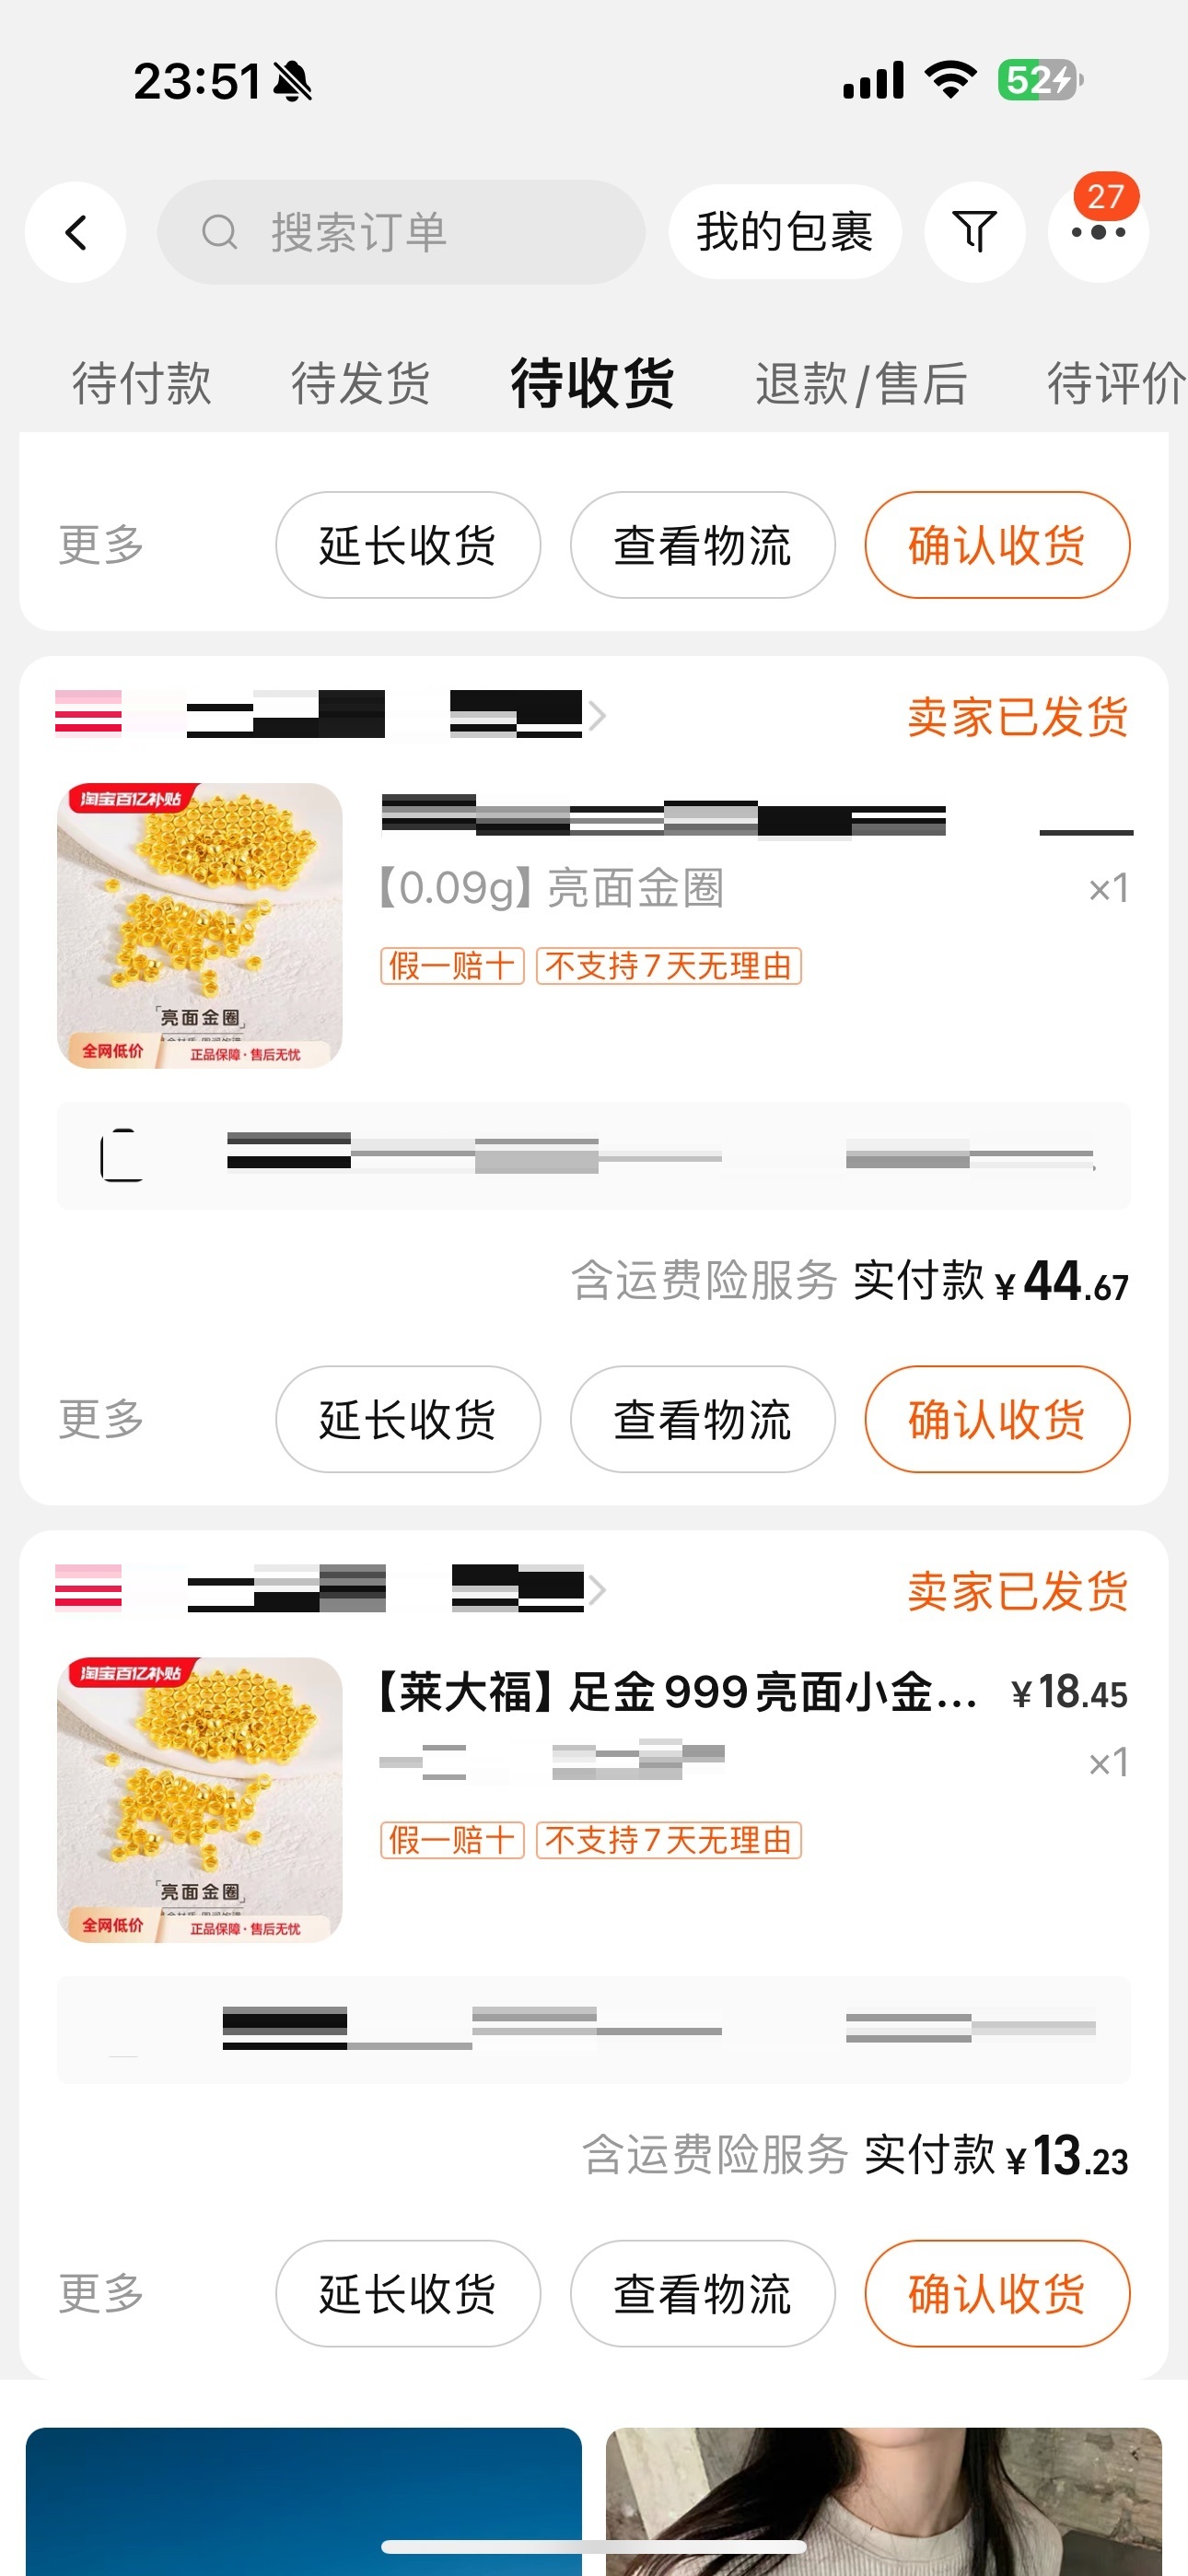 23:51
52
搜索订单
我的包裹
27
待付款
待发货
待收货
退款/售后
待评价
更多
延长收货
查看物流
确认收货
卖家已发货
淘宝百亿补贴
【0.09g】亮面金圈
×1
假一赔十
不支持7天无理由
「亮面金圈」
全网低价
正品保障·售后无忧
含运费险服务 实付款 ¥44.67
更多
延长收货
查看物流
确认收货
卖家已发货
淘宝百亿补贴
【莱大福】足金999亮面小金...
¥18.45
×1
假一赔十
不支持7天无理由
「亮面金圈」
全网低价
正品保障·售后无忧
含运费险服务 实付款 ¥13.23
更多
延长收货
查看物流
确认收货